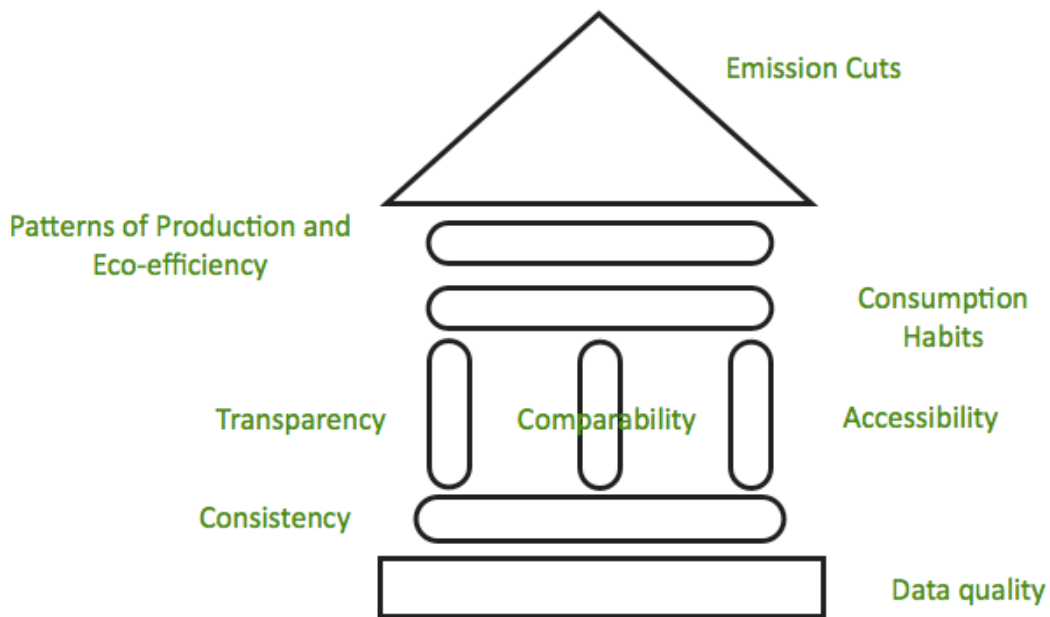 Emission Cuts
Patterns of Production and
Eco-efficiency
Consumption
Habits
Transparency
Comparability
Accessibility
Consistency
Data quality